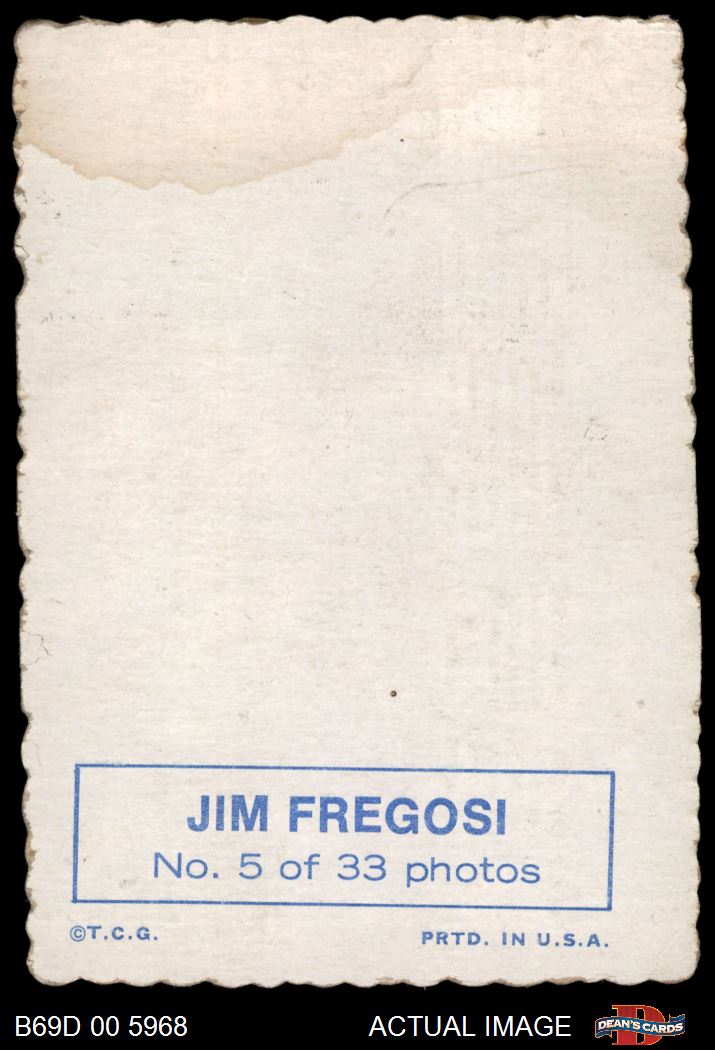 JIM FREGOSI
No. 5 of 33 photos
©T.C.G. PRTD. IN U.S.A.
B69D 00 5968 ACTUAL IMAGE DEAN'S CARDS